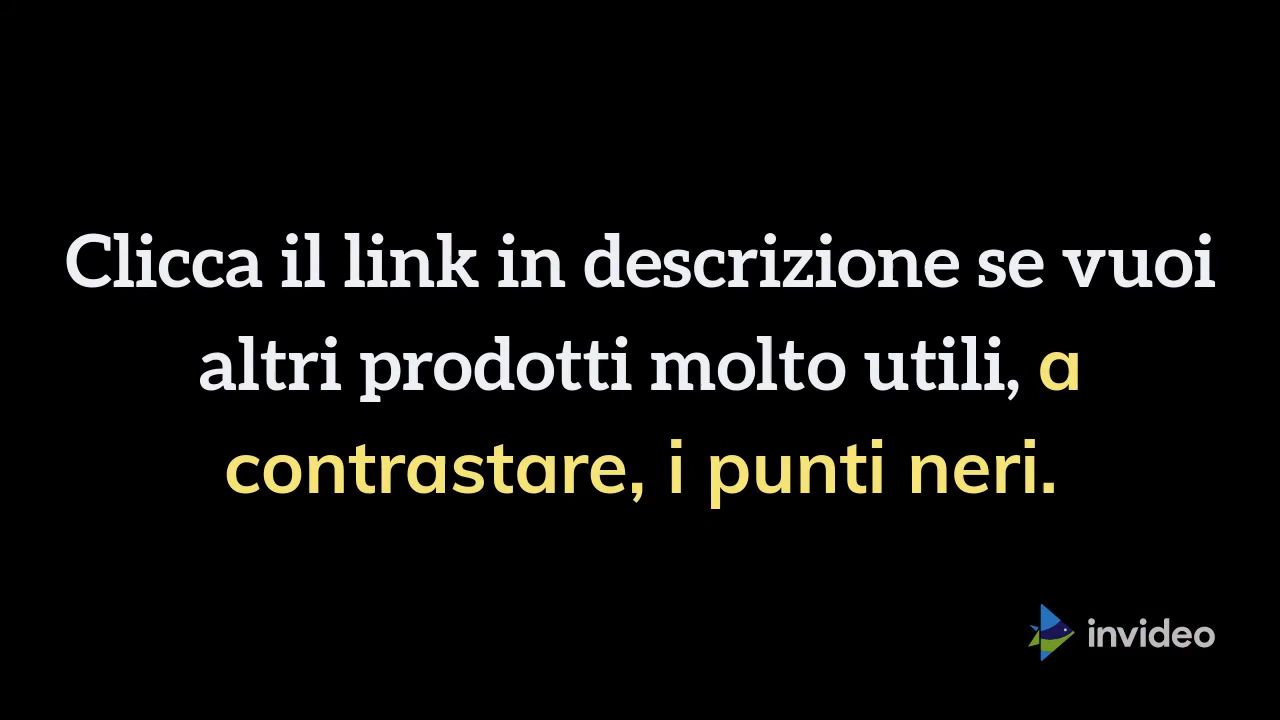 Clicca il link in descrizione se vuoi
altri prodotti molto utili, a
contrastare, i punti neri.
invideo